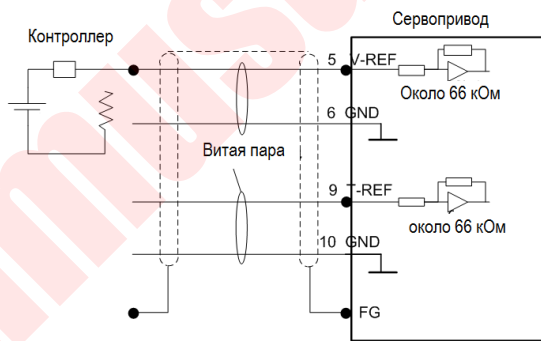 Сервопривод
Контроллер
5 V-REF
Около 66 кОм
6 GND
Витая пара
9 T-REF
около 66 кОм
10 GND
FG